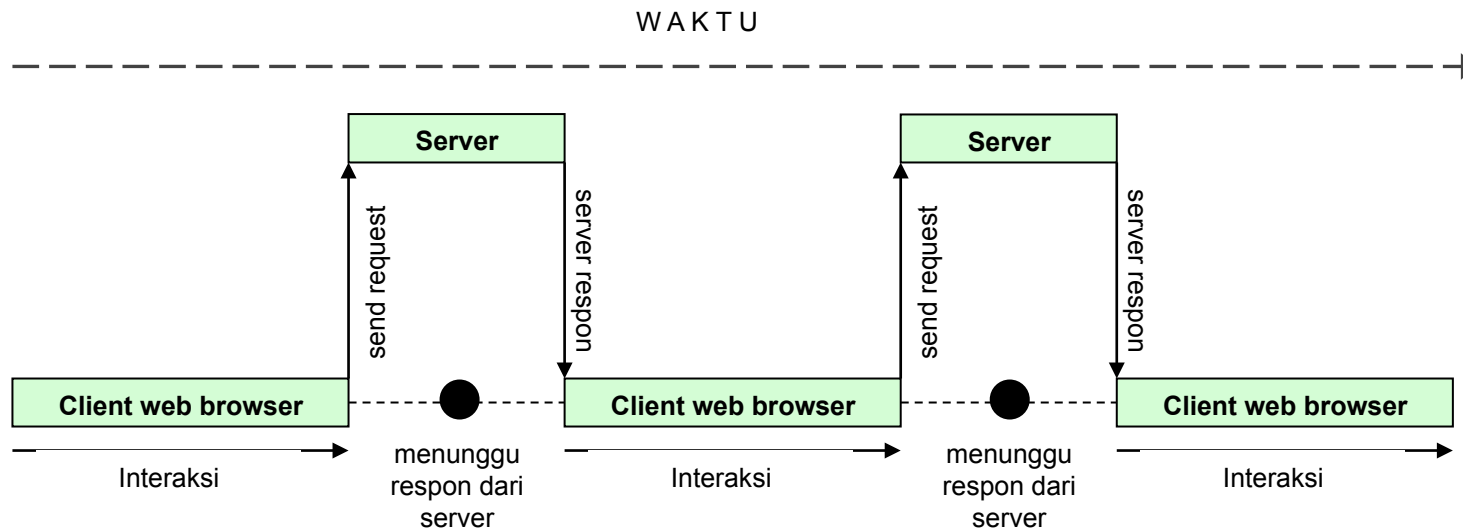 W A K T U
Server
Server
send request
server respon
send request
server respon
Client web browser
Client web browser
Client web browser
Interaksi
menunggu
respon dari
server
Interaksi
menunggu
respon dari
server
Interaksi